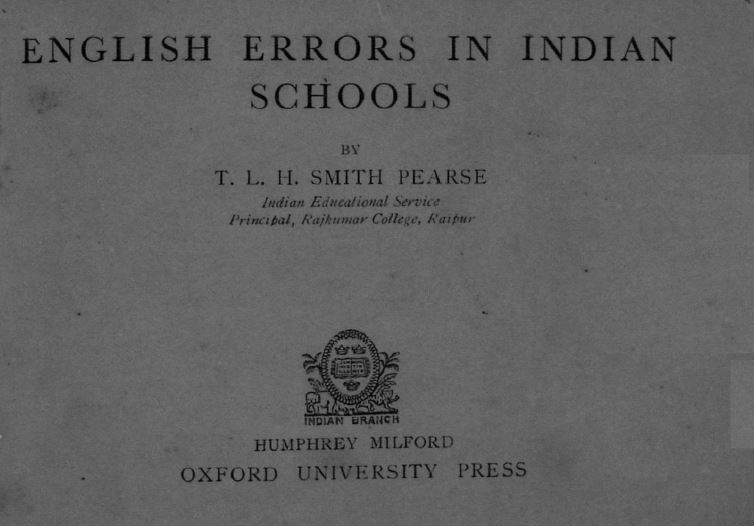 ENGLISH ERRORS IN INDIAN
SCHOOLS
BY
T. L. H. SMITH PEARSE
Indian Educational Service
Principal, Rajkumar College, Raipur
INDIAN BRANCH
HUMPHREY MILFORD
OXFORD UNIVERSITY PRESS